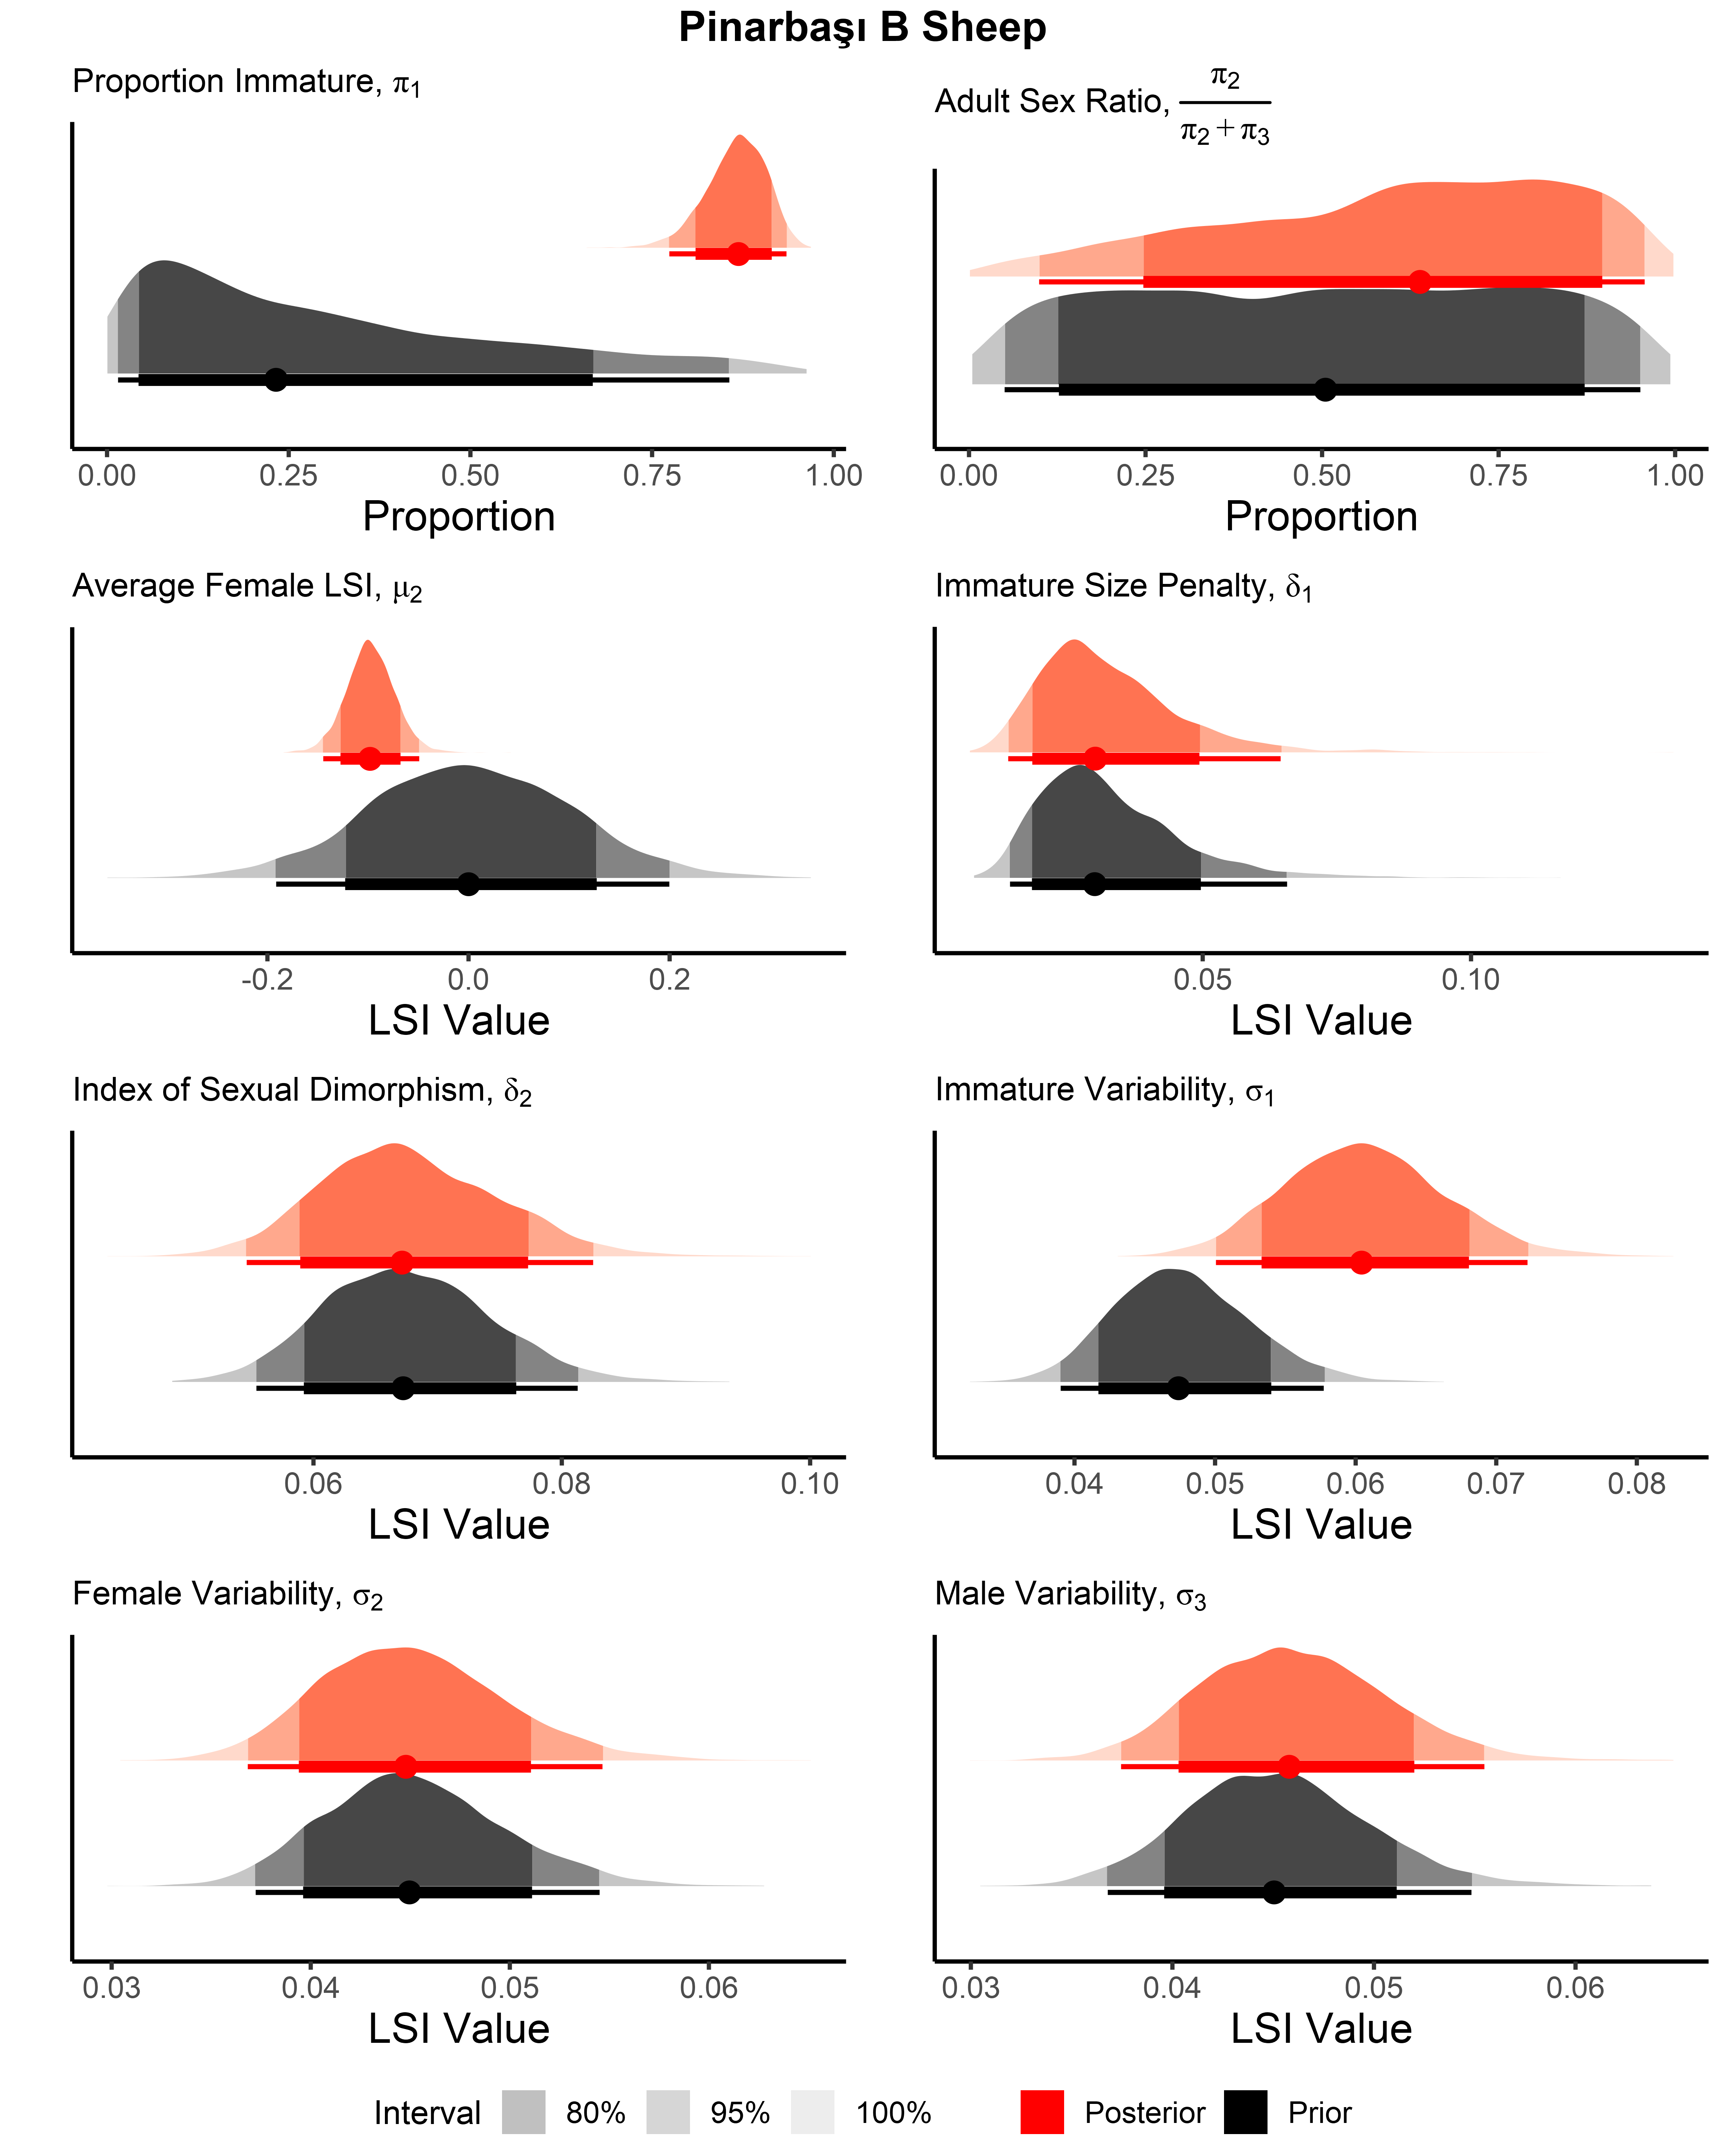 Pinarbaşı B Sheep
Proportion Immature, π1
0.00 0.25 0.50 0.75 1.00
Proportion
Adult Sex Ratio, π2 / π2 + π3
0.00 0.25 0.50 0.75 1.00
Proportion
Average Female LSI, μ2
-0.2 0.0 0.2
LSI Value
Immature Size Penalty, δ1
0.05 0.10
LSI Value
Index of Sexual Dimorphism, δ2
0.06 0.08 0.10
LSI Value
Immature Variability, σ1
0.04 0.05 0.06 0.07 0.08
LSI Value
Female Variability, σ2
0.03 0.04 0.05 0.06
LSI Value
Male Variability, σ3
0.03 0.04 0.05 0.06
LSI Value
Interval 80% 95% 100% Posterior Prior